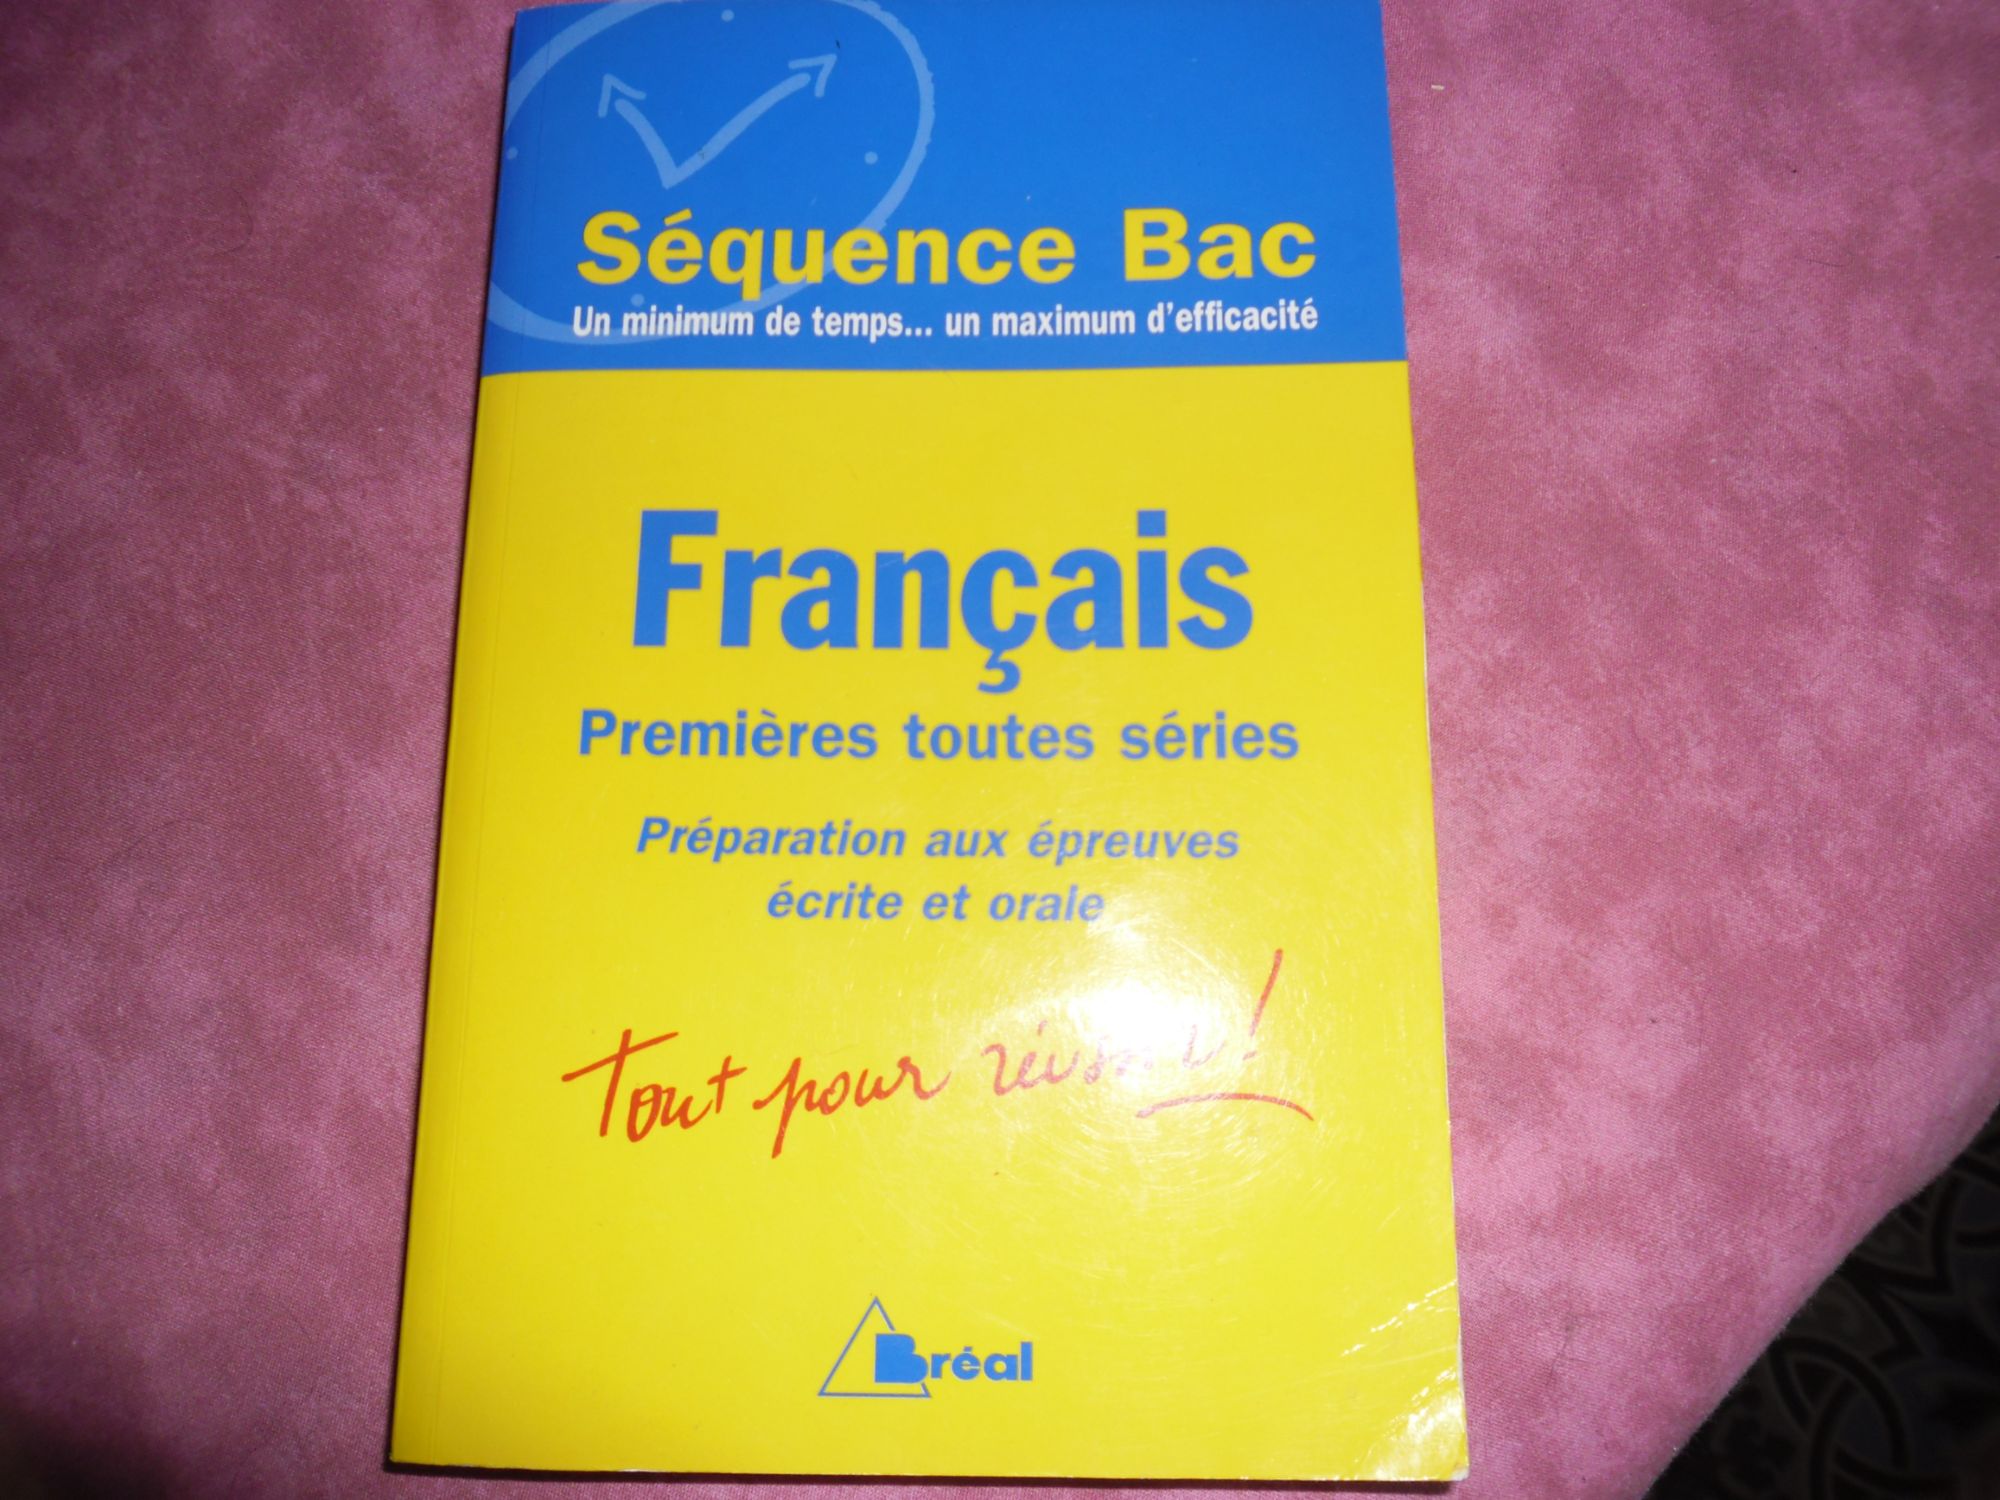 Séquence Bac
Un minimum de temps... un maximum d'efficacité
Français
Premières toutes séries
Préparation aux épreuves
écrite et orale
Tout pour réussir!
Bréal